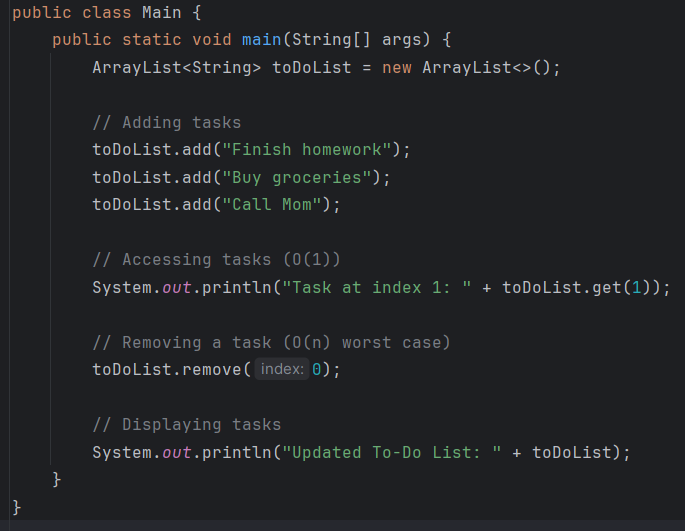 public class Main {
    public static void main(String[] args) {
        ArrayList<String> toDoList = new ArrayList<>();
        // Adding tasks
        toDoList.add("Finish homework");
        toDoList.add("Buy groceries");
        toDoList.add("Call Mom");
        // Accessing tasks (O(1))
        System.out.println("Task at index 1: " + toDoList.get(1));
        // Removing a task (O(n) worst case)
        toDoList.remove( index: 0);
        // Displaying tasks
        System.out.println("Updated To-Do List: " + toDoList);
    }
}